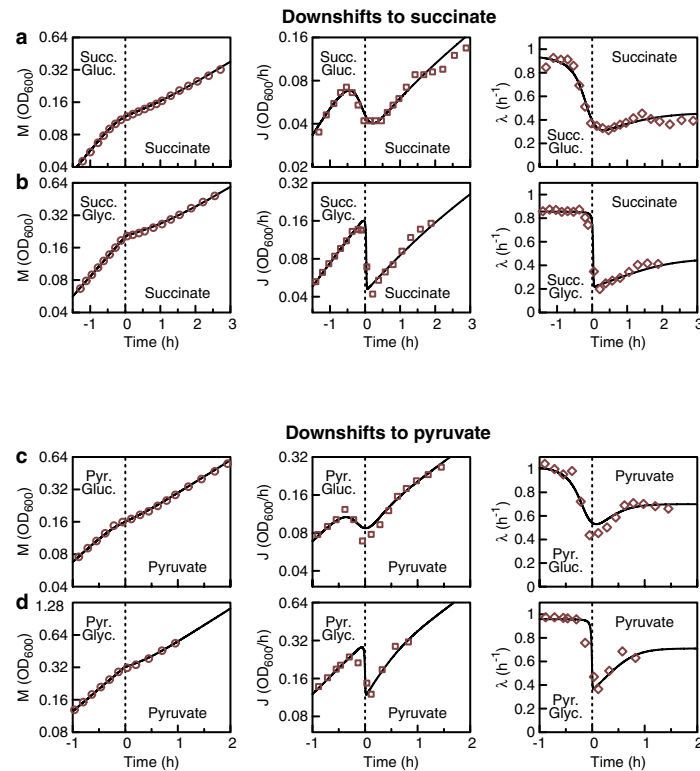 Downshifts to succinate
a
M (OD600)
0.64
0.32
0.16
0.08
0.04
Succ.
Gluc.
Succinate
J (OD600/h)
0.16
0.08
0.04
0.02
Succ.
Gluc.
Succinate
λ (h-1)
1
0.8
0.6
0.4
0.2
0
Succinate
Succ.
Gluc.
b
M (OD600)
0.64
0.32
0.16
0.08
0.04
Succ.
Glyc.
Succinate
-1 0 1 2 3
Time (h)
J (OD600/h)
0.32
0.16
0.08
0.04
Succ.
Glyc.
Succinate
-1 0 1 2 3
Time (h)
λ (h-1)
1
0.8
0.6
0.4
0.2
0
Succinate
Succ.
Glyc.
-1 0 1 2 3
Time (h)
Downshifts to pyruvate
c
M (OD600)
0.64
0.32
0.16
0.08
0.04
Pyr.
Gluc.
Pyruvate
J (OD600/h)
0.32
0.16
0.08
0.04
Pyr.
Gluc.
Pyruvate
λ (h-1)
1
0.8
0.6
0.4
0.2
0
Pyruvate
Pyr.
Gluc.
d
M (OD600)
1.28
0.64
0.32
0.16
0.08
Pyr.
Glyc.
Pyruvate
-1 0 1 2
Time (h)
J (OD600/h)
0.64
0.32
0.16
0.08
Pyr.
Glyc.
Pyruvate
-1 0 1 2
Time (h)
λ (h-1)
1
0.8
0.6
0.4
0.2
0
Pyruvate
Pyr.
Glyc.
-1 0 1 2
Time (h)